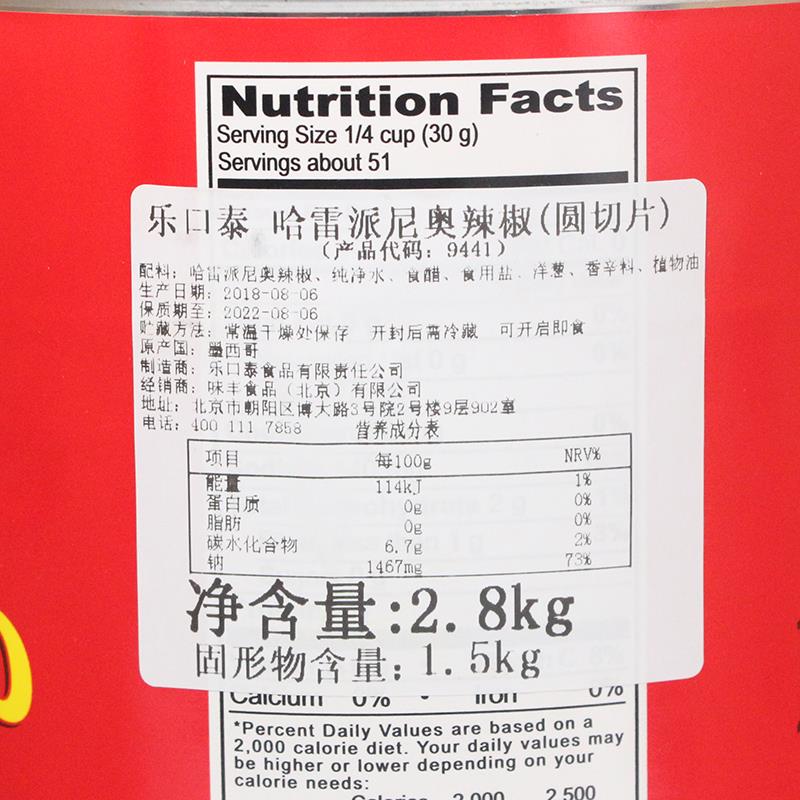 Nutrition Facts
Serving Size 1/4 cup (30 g)
Servings about 51
乐口泰 哈雷派尼奥辣椒(圆切片)
(产品代码: 9441)
配料: 哈雷派尼奥辣椒、纯净水、食醋、食用盐、洋葱、香辛料、植物油
生产日期: 2018-08-06
保质期至: 2022-08-06
贮藏方法: 常温干燥处保存 开封后需冷藏 可开启即食
原产国: 墨西哥
制造商: 乐口泰食品有限责任公司
经销商: 味丰食品(北京)有限公司
地址: 北京市朝阳区博大路3号院2号楼9层902室
电话: 400 111 7858 营养成分表
项目 每100g NRV%
能量 114kJ 1%
蛋白质 0g 0%
脂肪 0g 0%
碳水化合物 6.7g 2%
钠 1467mg 73%
净含量:2.8kg
固形物含量: 1.5kg
Calcium 0% • Iron 0%
*Percent Daily Values are based on a
2,000 calorie diet. Your daily values may
be higher or lower depending on your
calorie needs:
Calories 2,000 2,500